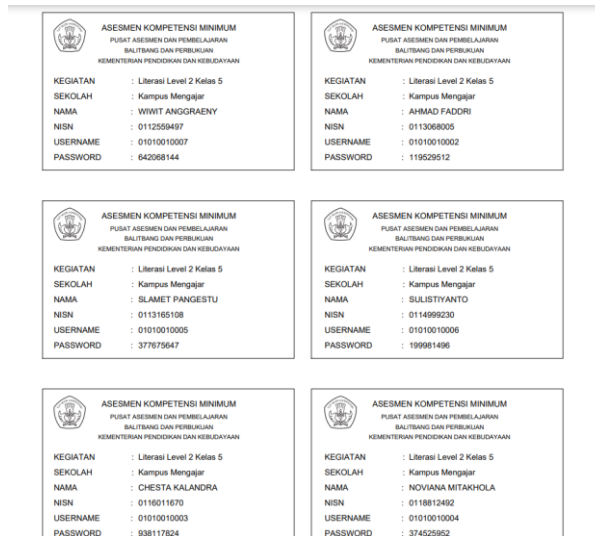 ASESMEN KOMPETENSI MINIMUM
PUSAT ASESMEN DAN PEMBELAJARAN
BALITBANG DAN PERBUKUAN
KEMENTERIAN PENDIDIKAN DAN KEBUDAYAAN
KEGIATAN : Literasi Level 2 Kelas 5
SEKOLAH : Kampus Mengajar
NAMA : WIWIT ANGGRAENY
NISN : 0112559497
USERNAME : 01010010007
PASSWORD : 642068144
ASESMEN KOMPETENSI MINIMUM
PUSAT ASESMEN DAN PEMBELAJARAN
BALITBANG DAN PERBUKUAN
KEMENTERIAN PENDIDIKAN DAN KEBUDAYAAN
KEGIATAN : Literasi Level 2 Kelas 5
SEKOLAH : Kampus Mengajar
NAMA : AHMAD FADDRI
NISN : 0113068005
USERNAME : 01010010002
PASSWORD : 119529512
ASESMEN KOMPETENSI MINIMUM
PUSAT ASESMEN DAN PEMBELAJARAN
BALITBANG DAN PERBUKUAN
KEMENTERIAN PENDIDIKAN DAN KEBUDAYAAN
KEGIATAN : Literasi Level 2 Kelas 5
SEKOLAH : Kampus Mengajar
NAMA : SLAMET PANGESTU
NISN : 0113165108
USERNAME : 01010010005
PASSWORD : 377675647
ASESMEN KOMPETENSI MINIMUM
PUSAT ASESMEN DAN PEMBELAJARAN
BALITBANG DAN PERBUKUAN
KEMENTERIAN PENDIDIKAN DAN KEBUDAYAAN
KEGIATAN : Literasi Level 2 Kelas 5
SEKOLAH : Kampus Mengajar
NAMA : SULISTIYANTO
NISN : 0114999230
USERNAME : 01010010006
PASSWORD : 199981496
ASESMEN KOMPETENSI MINIMUM
PUSAT ASESMEN DAN PEMBELAJARAN
BALITBANG DAN PERBUKUAN
KEMENTERIAN PENDIDIKAN DAN KEBUDAYAAN
KEGIATAN : Literasi Level 2 Kelas 5
SEKOLAH : Kampus Mengajar
NAMA : CHESTA KALANDRA
NISN : 0116011670
USERNAME : 01010010003
PASSWORD : 938117824
ASESMEN KOMPETENSI MINIMUM
PUSAT ASESMEN DAN PEMBELAJARAN
BALITBANG DAN PERBUKUAN
KEMENTERIAN PENDIDIKAN DAN KEBUDAYAAN
KEGIATAN : Literasi Level 2 Kelas 5
SEKOLAH : Kampus Mengajar
NAMA : NOVIANA MITAKHOLA
NISN : 0118812492
USERNAME : 01010010004
PASSWORD : 374525952